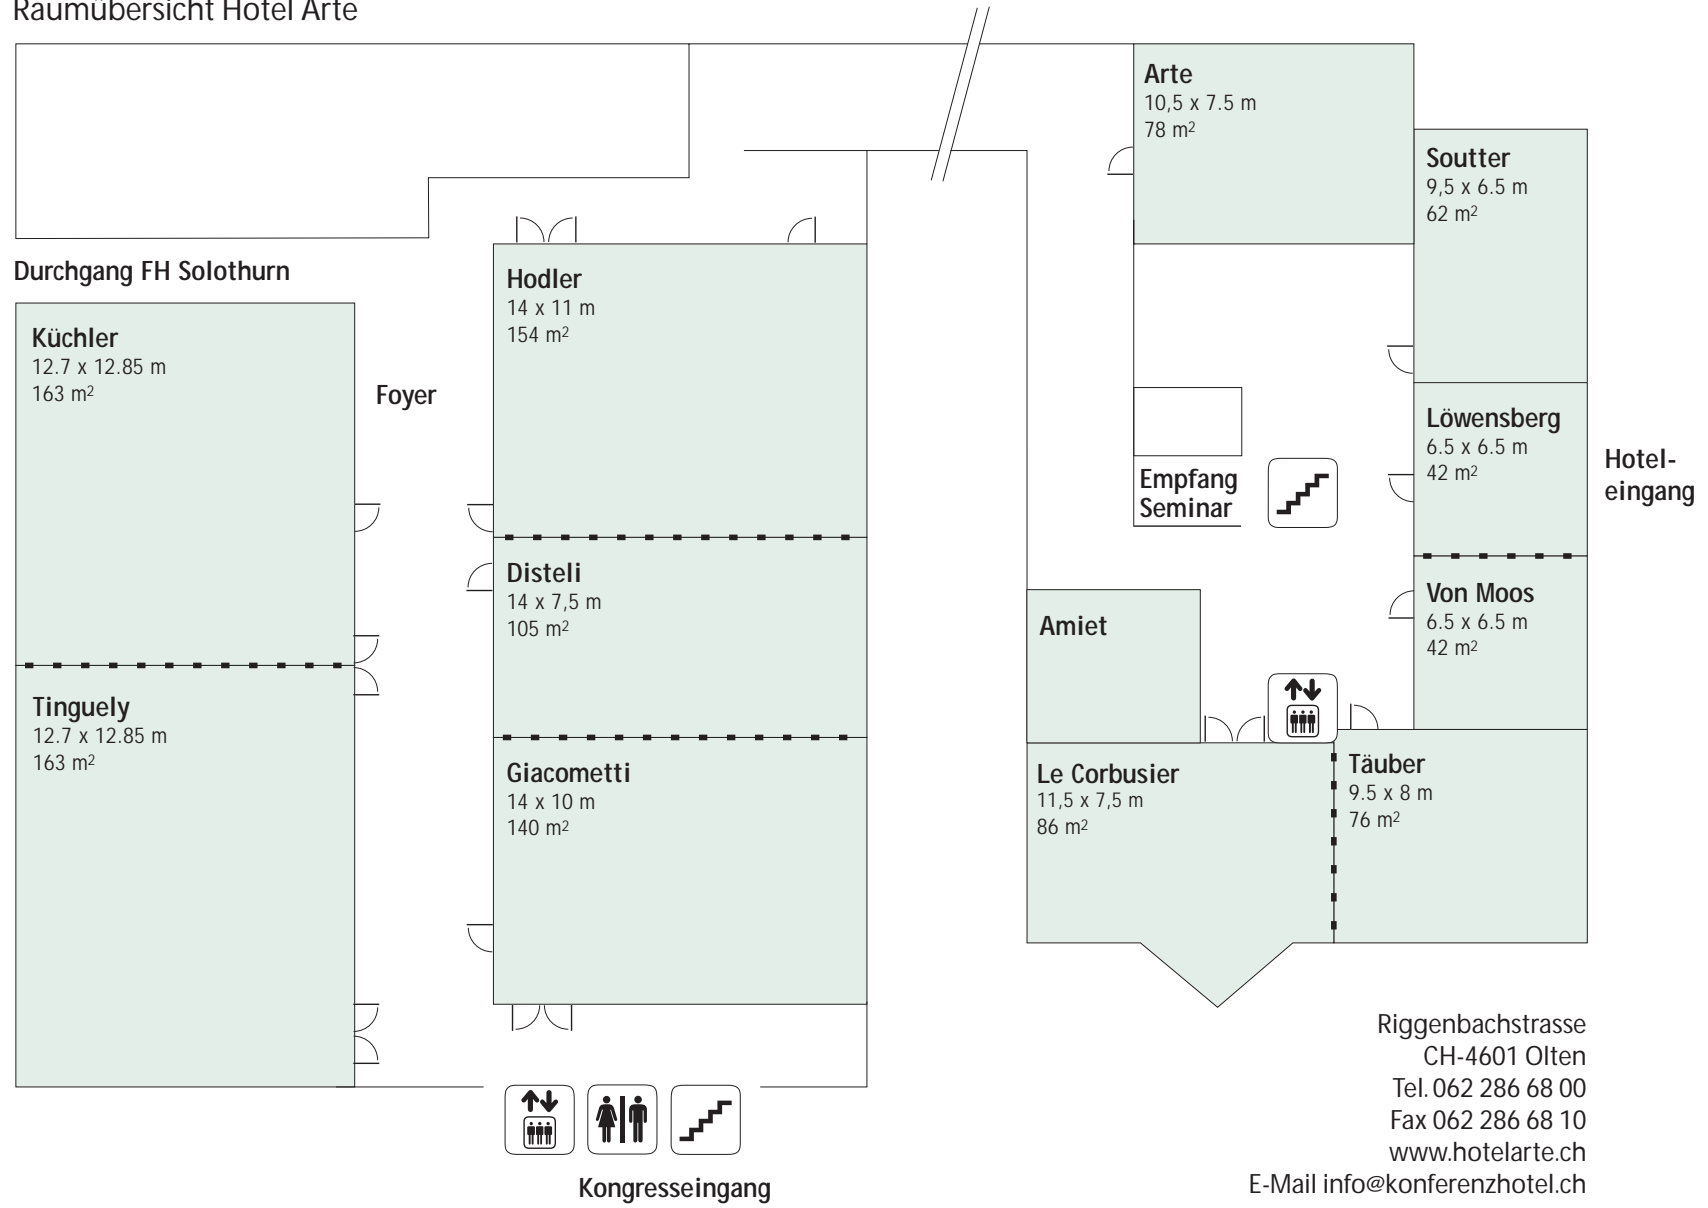 Raumübersicht Hotel Arte
Arte
10,5 x 7.5 m
78 m²
Soutter
9,5 x 6.5 m
62 m²
Durchgang FH Solothurn
Hodler
14 x 11 m
154 m²
Küchler
12.7 x 12.85 m
163 m²
Foyer
Löwensberg
6.5 x 6.5 m
42 m²
Hotel-
eingang
Empfang
Seminar
Disteli
14 x 7,5 m
105 m²
Von Moos
6.5 x 6.5 m
42 m²
Amiet
Tinguely
12.7 x 12.85 m
163 m²
Giacometti
14 x 10 m
140 m²
Le Corbusier
11,5 x 7,5 m
86 m²
Täuber
9.5 x 8 m
76 m²
Riggenbachstrasse
CH-4601 Olten
Tel. 062 286 68 00
Fax 062 286 68 10
www.hotelarte.ch
E-Mail info@konferenzhotel.ch
Kongresseingang